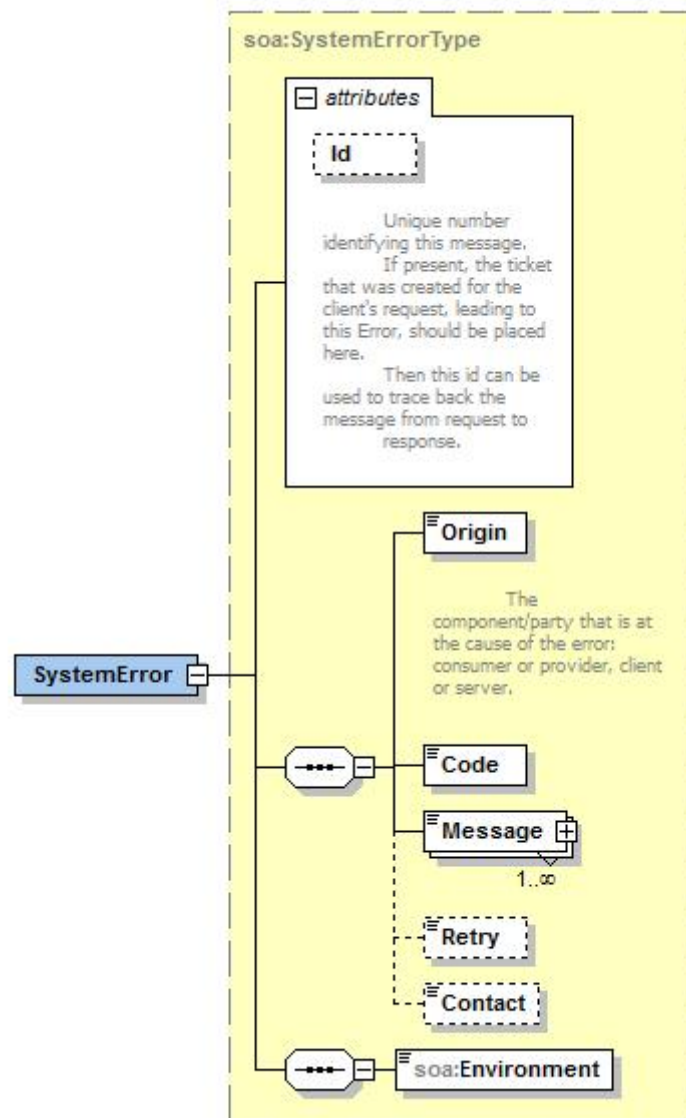 soa:SystemErrorType
attributes
Id
Unique number
identifying this message.
If present, the ticket
that was created for the
client's request, leading to
this Error, should be placed
here.
Then this id can be
used to trace back the
message from request to
response.
Origin
The
component/party that is at
the cause of the error:
consumer or provider, client
or server.
SystemError
Code
Message
1..∞
Retry
Contact
soa:Environment